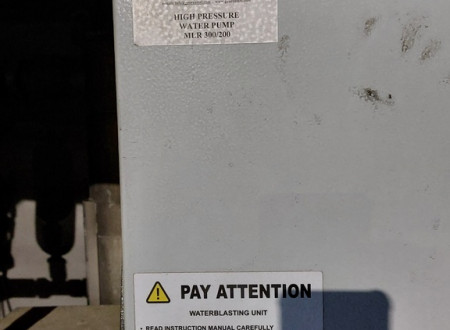 HIGH PRESSURE
WATER PUMP
MLR 300/200
PAY ATTENTION
WATERBLASTING UNIT
• READ INSTRUCTION MANUAL CAREFULLY